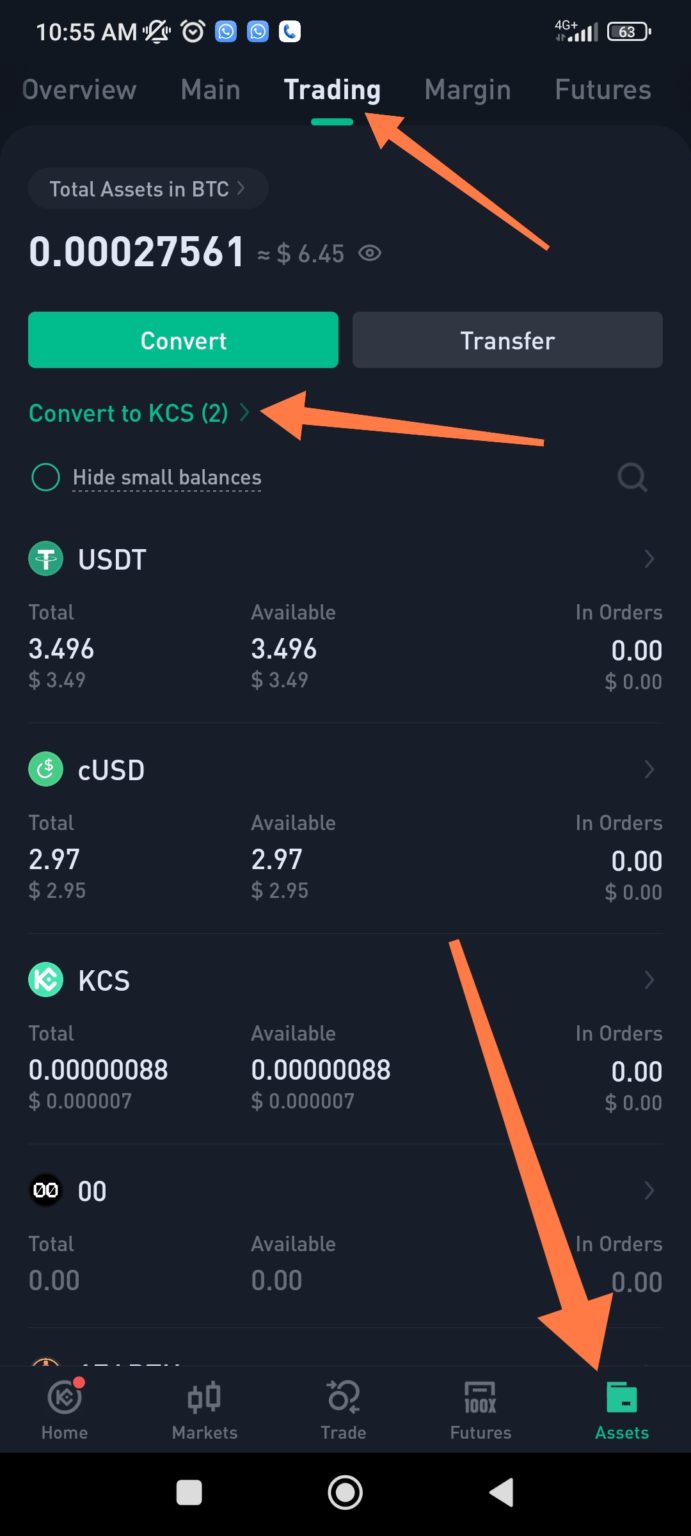 10:55 AM 4G+ 63
Overview Main Trading Margin Futures
Total Assets in BTC
0.00027561 ≈ $ 6.45
Convert Transfer
Convert to KCS (2)
Hide small balances
USDT
Total Available In Orders
3.496 3.496 0.00
$ 3.49 $ 3.49 $ 0.00
cUSD
Total Available In Orders
2.97 2.97 0.00
$ 2.95 $ 2.95 $ 0.00
KCS
Total Available In Orders
0.00000088 0.00000088 0.00
$ 0.000007 $ 0.000007 $ 0.00
00 00
Total Available In Orders
0.00 0.00 0.00
100X
Home Markets Trade Futures Assets